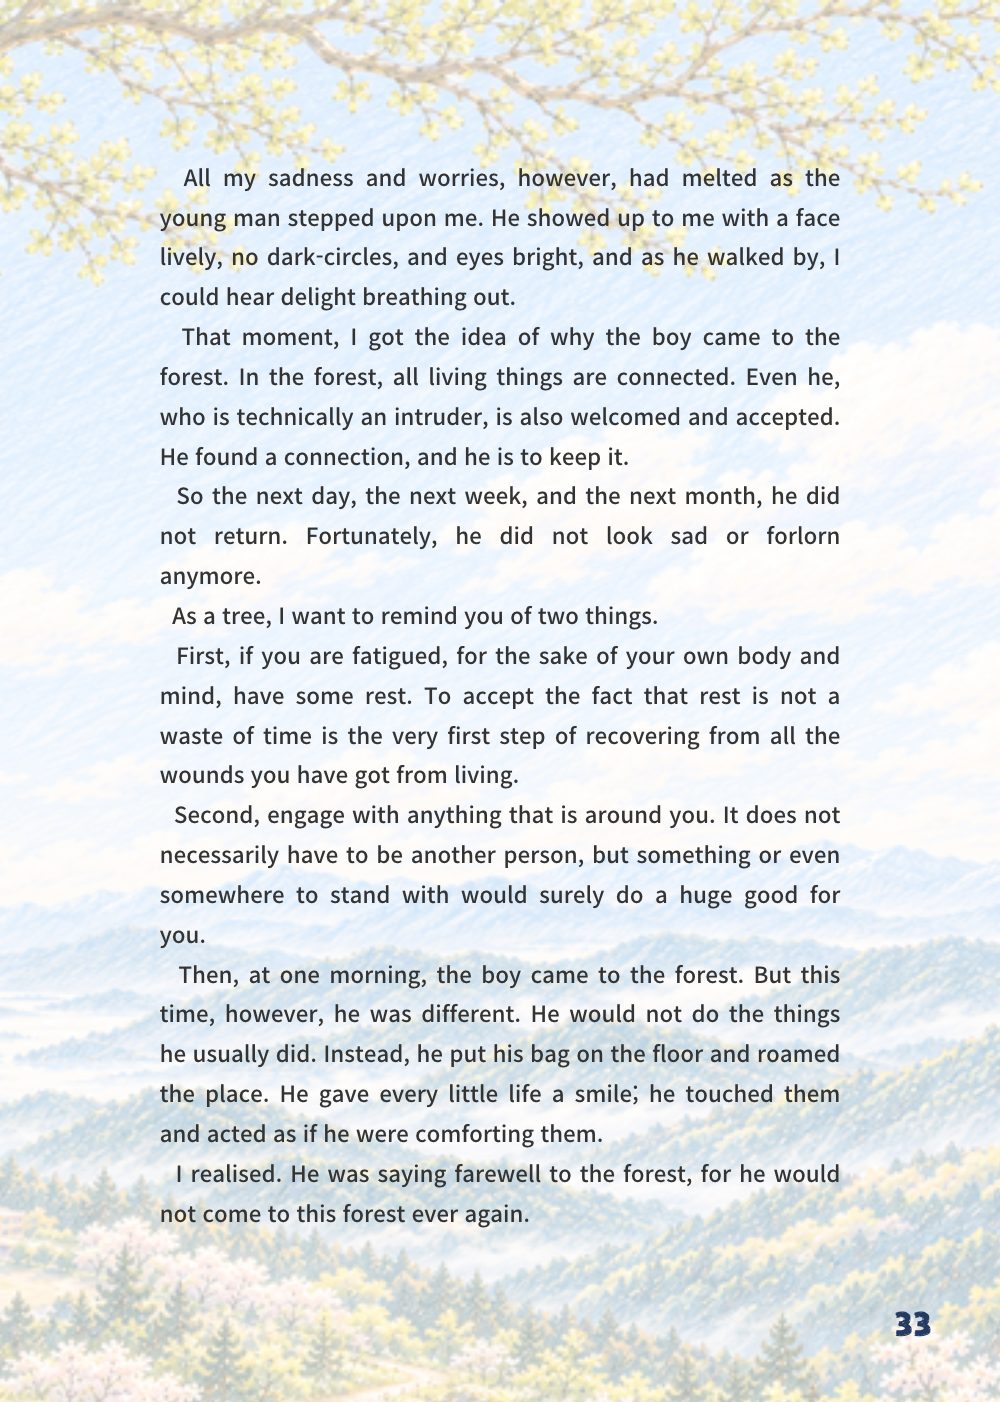 All my sadness and worries, however, had melted as the
young man stepped upon me. He showed up to me with a face
lively, no dark-circles, and eyes bright, and as he walked by, I
could hear delight breathing out.
That moment, I got the idea of why the boy came to the
forest. In the forest, all living things are connected. Even he,
who is technically an intruder, is also welcomed and accepted.
He found a connection, and he is to keep it.
So the next day, the next week, and the next month, he did
not return. Fortunately, he did not look sad or forlorn
anymore.
As a tree, I want to remind you of two things.
First, if you are fatigued, for the sake of your own body and
mind, have some rest. To accept the fact that rest is not a
waste of time is the very first step of recovering from all the
wounds you have got from living.
Second, engage with anything that is around you. It does not
necessarily have to be another person, but something or even
somewhere to stand with would surely do a huge good for
you.
Then, at one morning, the boy came to the forest. But this
time, however, he was different. He would not do the things
he usually did. Instead, he put his bag on the floor and roamed
the place. He gave every little life a smile; he touched them
and acted as if he were comforting them.
I realised. He was saying farewell to the forest, for he would
not come to this forest ever again.
33